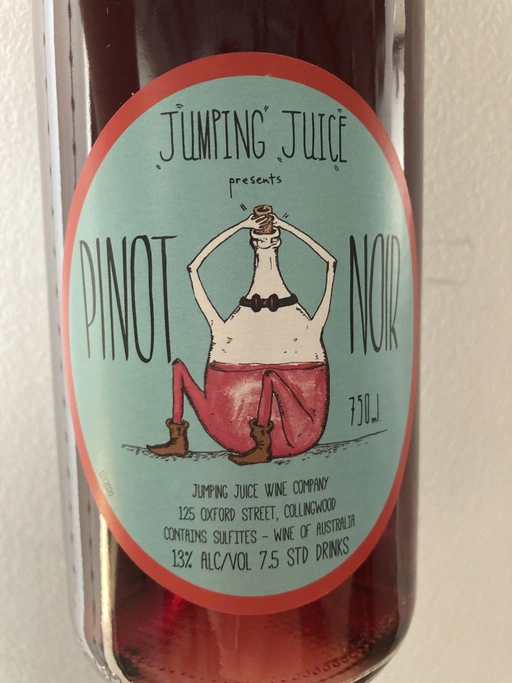 JUMPING JUICE
presents
PINOT NOIR
750ml
JUMPING JUICE WINE COMPANY
125 OXFORD STREET, COLLINGWOOD
CONTAINS SULFITES - WINE OF AUSTRALIA
13% ALC/VOL 7.5 STD DRINKS